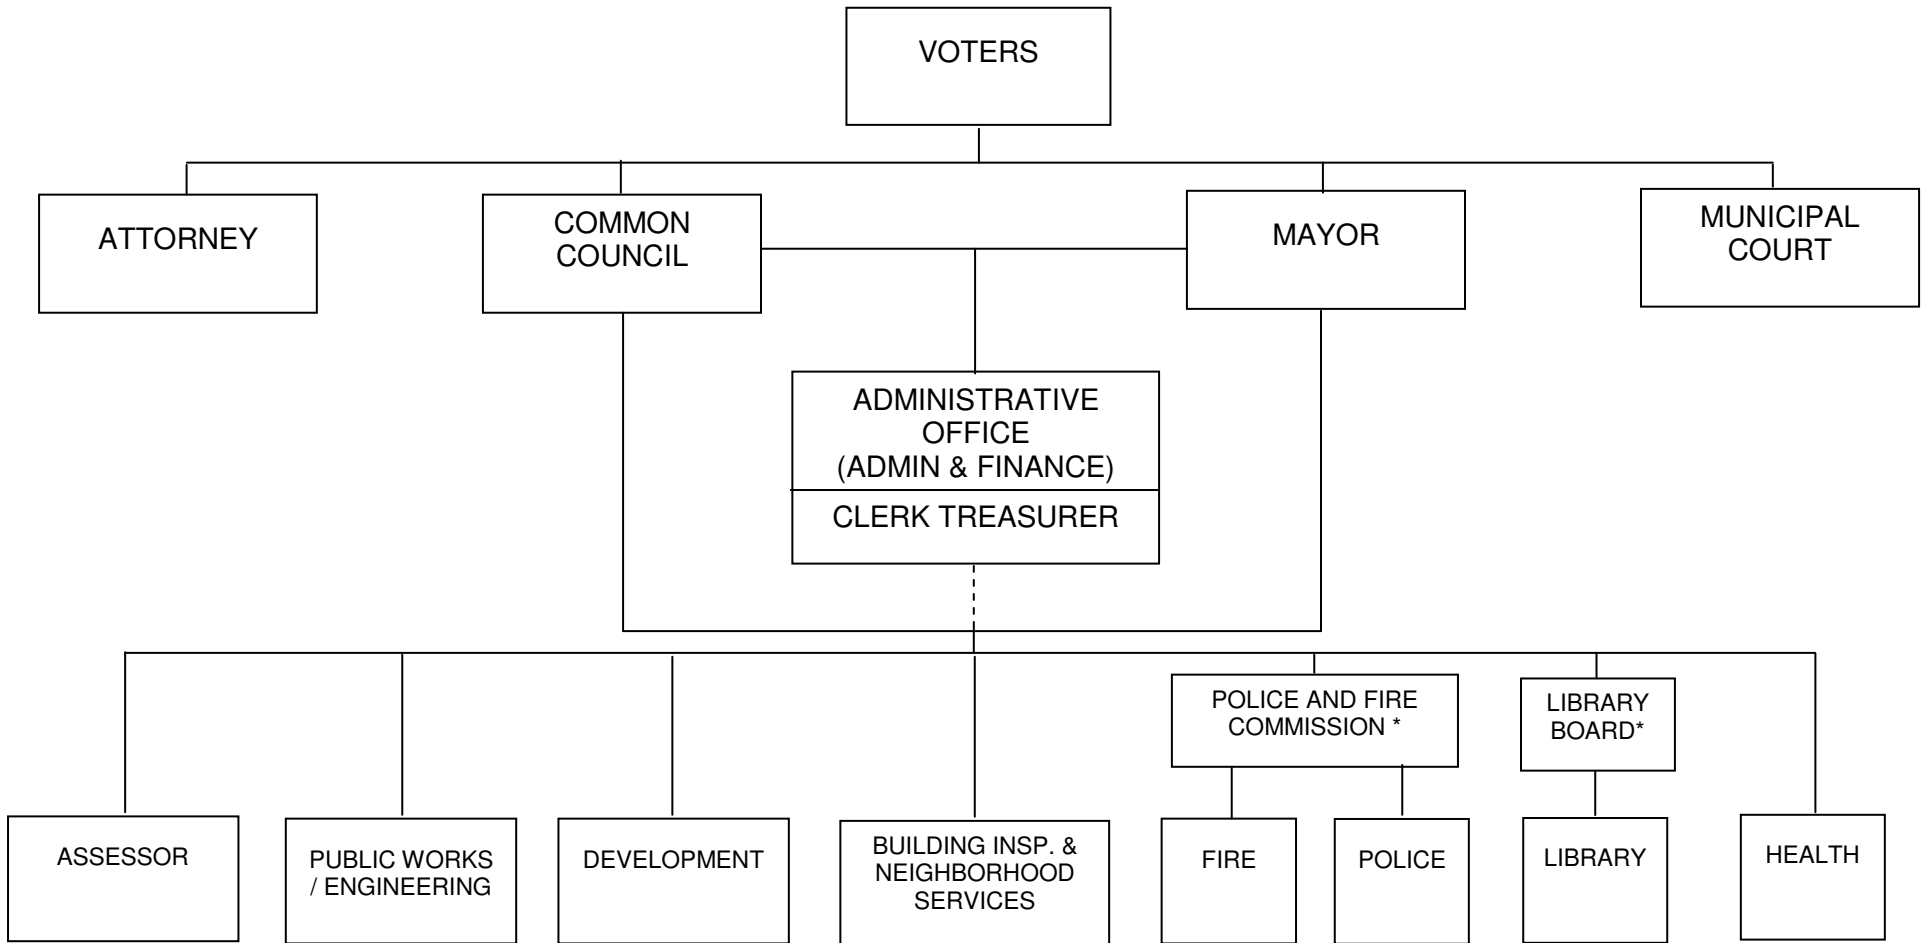 VOTERS
ATTORNEY
COMMON
COUNCIL
MAYOR
MUNICIPAL
COURT
ADMINISTRATIVE
OFFICE
(ADMIN & FINANCE)
CLERK TREASURER
POLICE AND FIRE
COMMISSION *
LIBRARY
BOARD*
ASSESSOR
PUBLIC WORKS
/ ENGINEERING
DEVELOPMENT
BUILDING INSP. &
NEIGHBORHOOD
SERVICES
FIRE
POLICE
LIBRARY
HEALTH